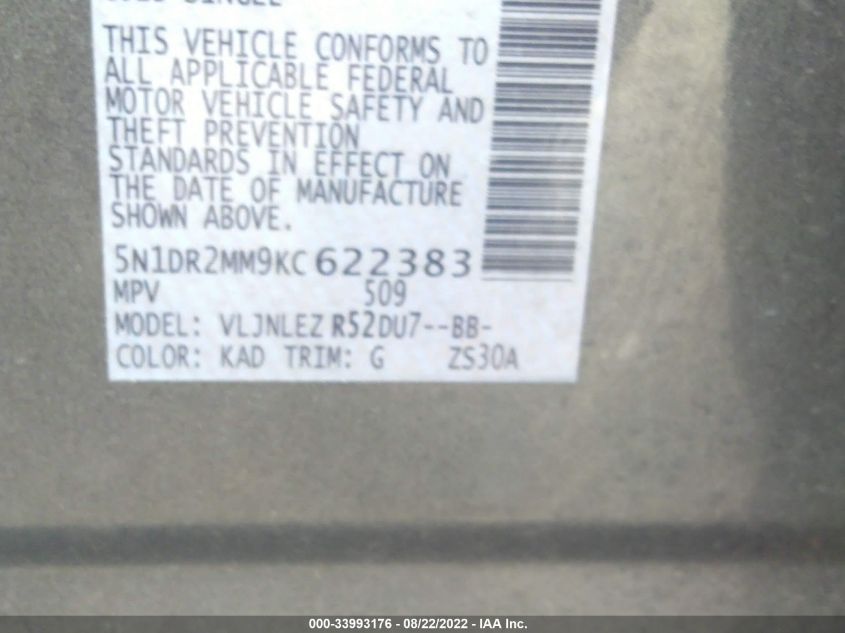 THIS VEHICLE CONFORMS TO
ALL APPLICABLE FEDERAL
MOTOR VEHICLE SAFETY AND
THEFT PREVENTION
STANDARDS IN EFFECT ON
THE DATE OF MANUFACTURE
SHOWN ABOVE.
5N1DR2MM9KC622383
MPV 509
MODEL: VLJNLEZ R52DU7--BB-
COLOR: KAD TRIM: G ZS30A
000-33993176 - 08/22/2022 - IAA Inc.